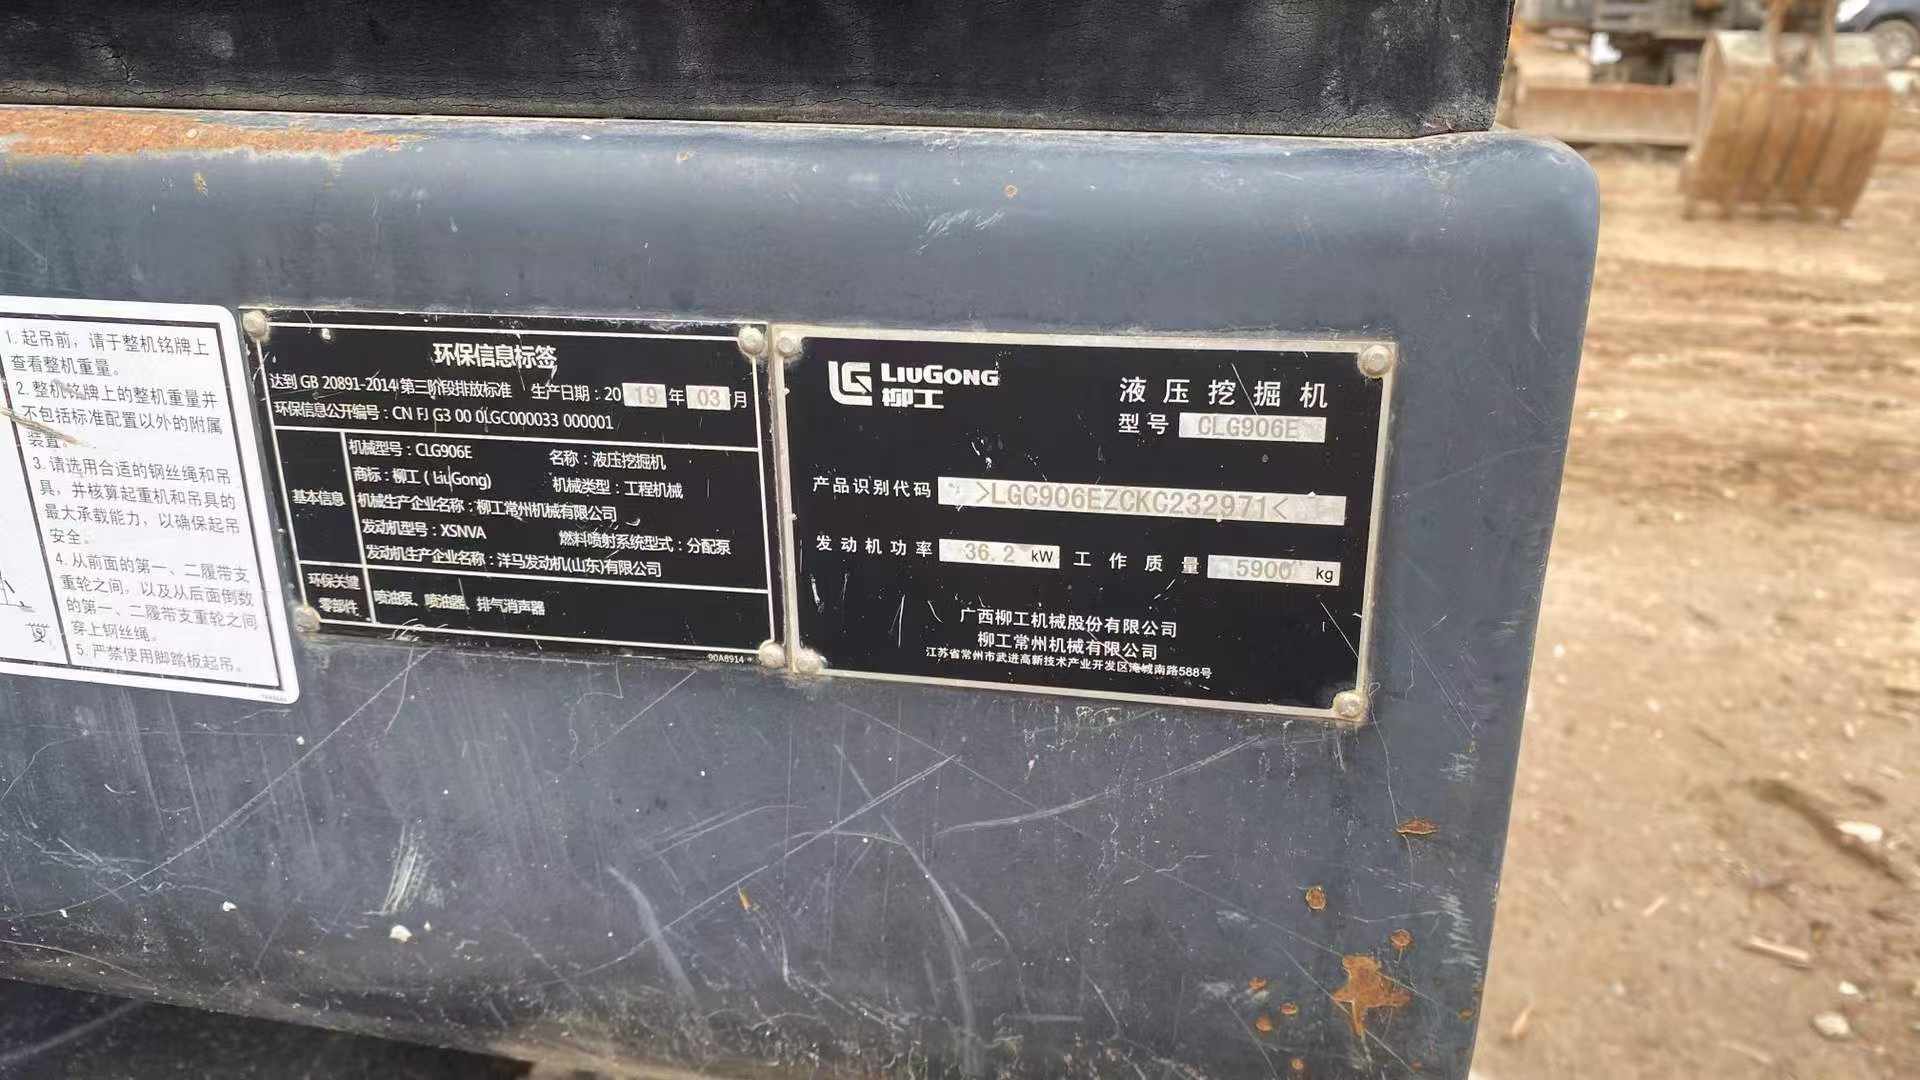 1. 起吊前，请于整机铭牌上
查看整机重量。
2. 整机铭牌上的整机重量并
不包括标准配置以外的附属
装置。
3. 请选用合适的钢丝绳和吊
具，并核算起重机和吊具的
最大承载能力，以确保起吊
安全。
4. 从前面的第一、二履带支
重轮之间，以及从后面倒数
的第一、二履带支重轮之间
穿上钢丝绳。
5. 严禁使用脚踏板起吊。
环保信息标签
达到 GB 20891-2014 第三阶段排放标准 生产日期：2019年03月
环保信息公开编号：CN FJ G3 00 0LGC000033 000001
基本信息
机械型号：CLG906E 名称：液压挖掘机
商标：柳工（LiuGong) 机械类型：工程机械
机械生产企业名称：柳工常州机械有限公司
发动机型号：XSNVA 燃料喷射系统型式：分配泵
发动机生产企业名称：洋马发动机(山东)有限公司
环保关键
零部件
喷油泵、喷油器、排气消声器
90A8914
LIUGONG
柳工
液压挖掘机
型号 CLG906E
产品识别代码 >LGC906EZCKC232971<
发动机功率 36.2 kW 工作质量 5900 kg
广西柳工机械股份有限公司
柳工常州机械有限公司
江苏省常州市武进高新技术产业开发区淹城南路588号